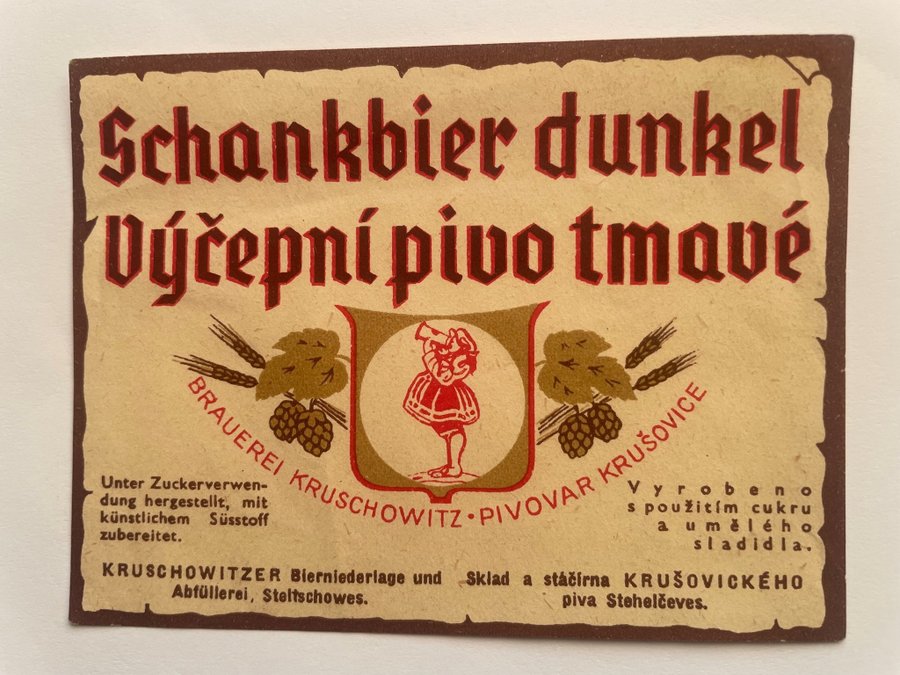 Schankbier dunkel
Výčepní pivo tmavé
BRAUEREI KRUSCHOWITZ • PIVOVAR KRUŠOVICE
Unter Zuckerverwen-
dung hergestellt, mit
künstlichem Süsstoff
zubereitet.
Vyrobeno
s použitím cukru
a umělého
sladidla.
KRUSCHOWITZER Bierniederlage und
Abfüllerei, Steltschowes.
Sklad a stáčírna KRUŠOVICKÉHO
piva Stehelčeves.